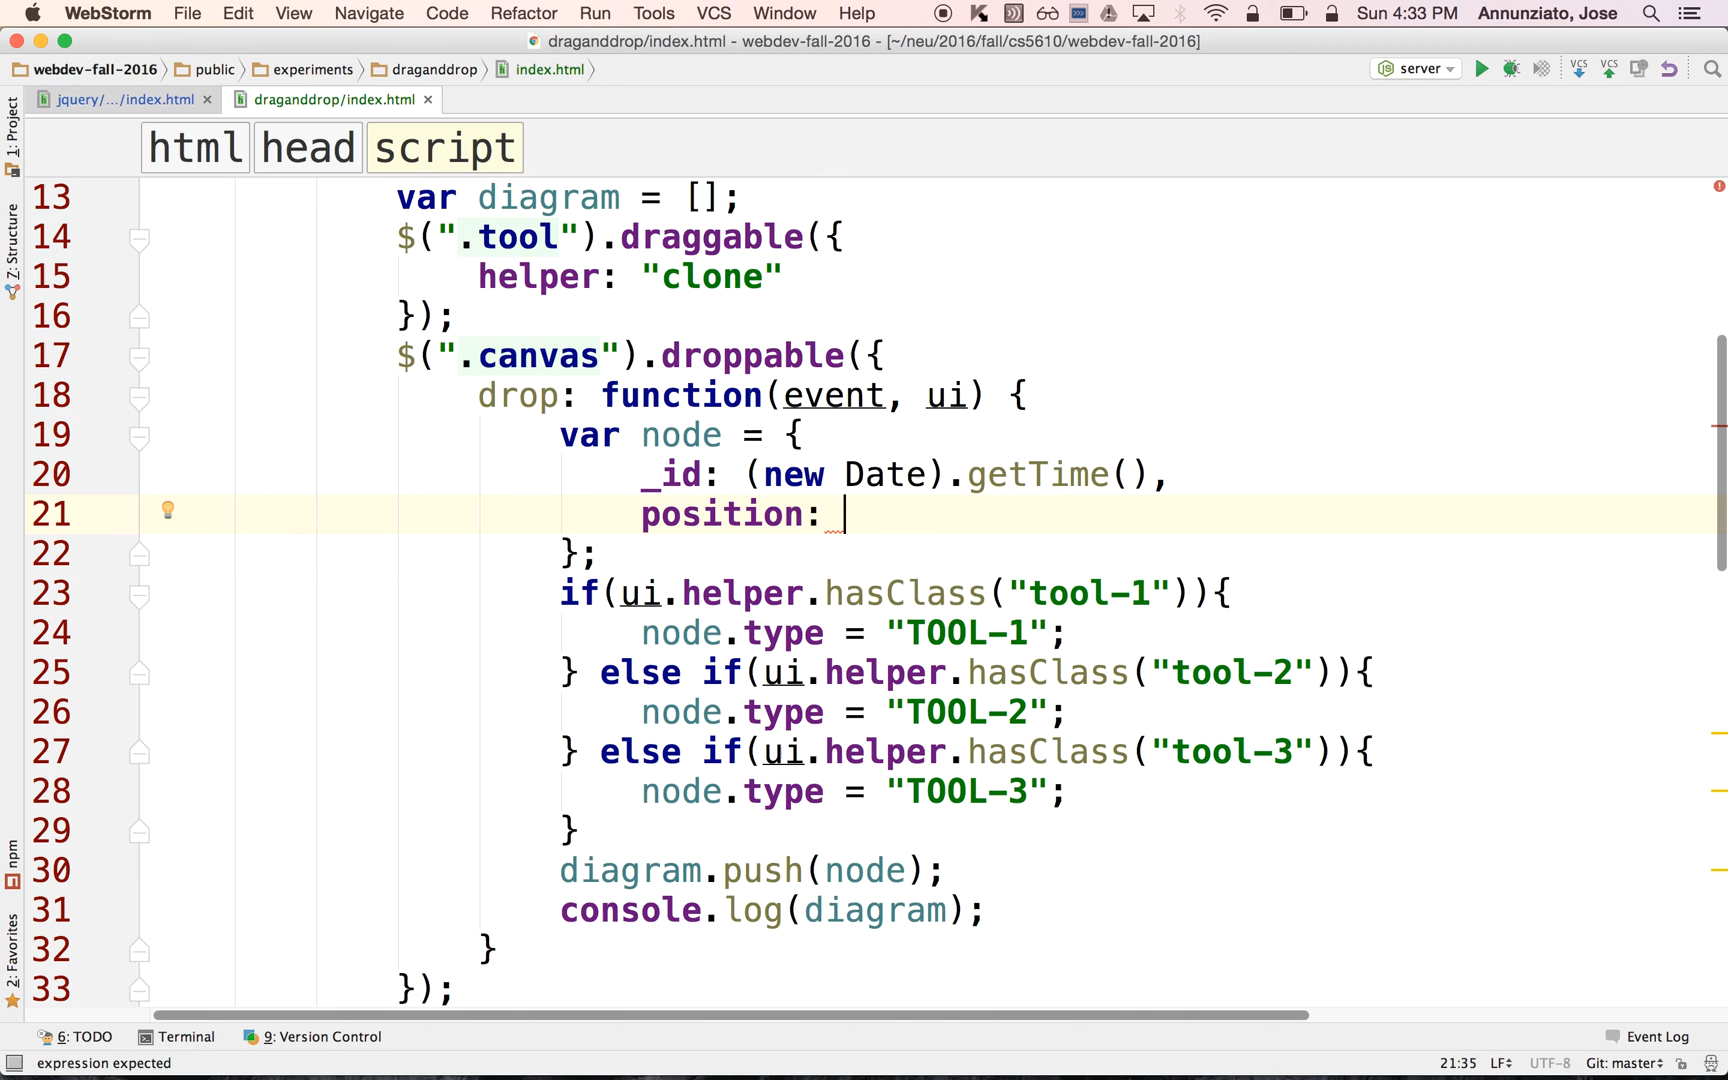 WebStorm File Edit View Navigate Code Refactor Run Tools VCS Window Help Sun 4:33 PM Annunziato, Jose
draganddrop/index.html - webdev-fall-2016 - [~/neu/2016/fall/cs5610/webdev-fall-2016]
webdev-fall-2016 public experiments draganddrop index.html server VCS VCS
jquery/.../index.html draganddrop/index.html
1: Project
Z: Structure
npm
2: Favorites
html head script
13 var diagram = [];
14 $(".tool").draggable({
15 helper: "clone"
16 });
17 $(".canvas").droppable({
18 drop: function(event, ui) {
19 var node = {
20 _id: (new Date).getTime(),
21 position:
22 };
23 if(ui.helper.hasClass("tool-1")){
24 node.type = "TOOL-1";
25 } else if(ui.helper.hasClass("tool-2")){
26 node.type = "TOOL-2";
27 } else if(ui.helper.hasClass("tool-3")){
28 node.type = "TOOL-3";
29 }
30 diagram.push(node);
31 console.log(diagram);
32 }
33 });
6: TODO Terminal 9: Version Control Event Log
expression expected 21:35 LF UTF-8 Git: master